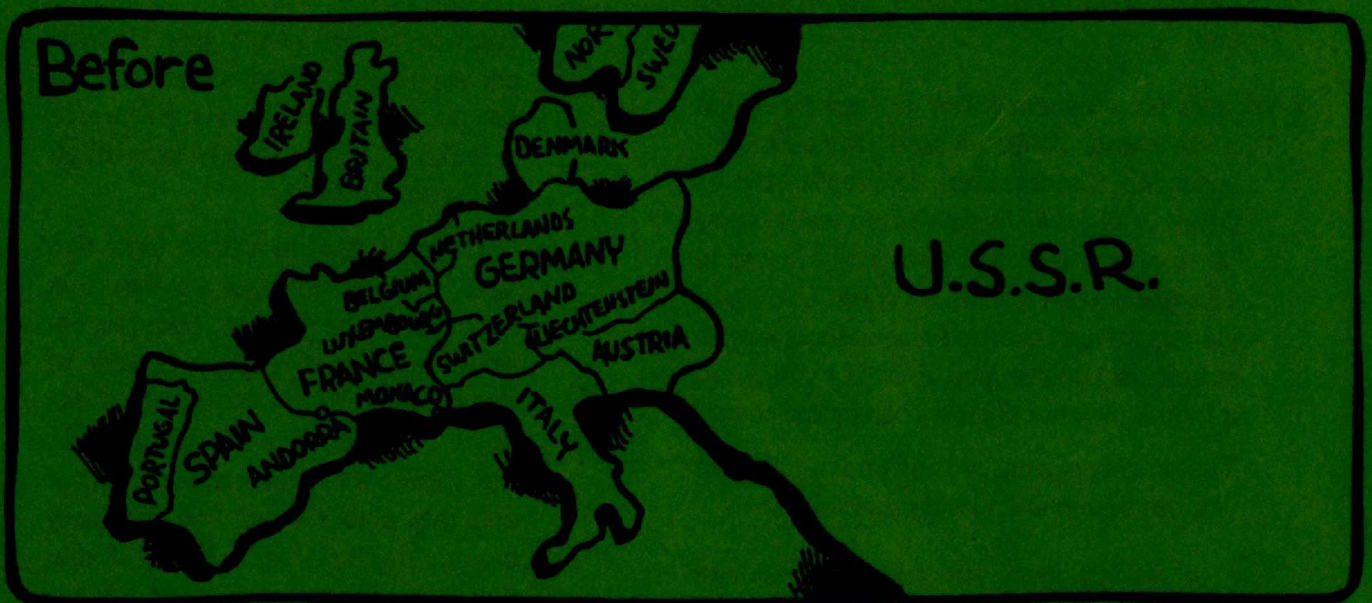 Before
IRELAND
BRITAIN
NOR
SWED
DENMARK
NETHERLANDS
GERMANY
BELGIUM
LUXEMBOURG
SWITZERLAND
LIECHTENSTEIN
AUSTRIA
FRANCE
MONACO
ITALY
PORTUGAL
SPAIN
ANDORRA
U.S.S.R.